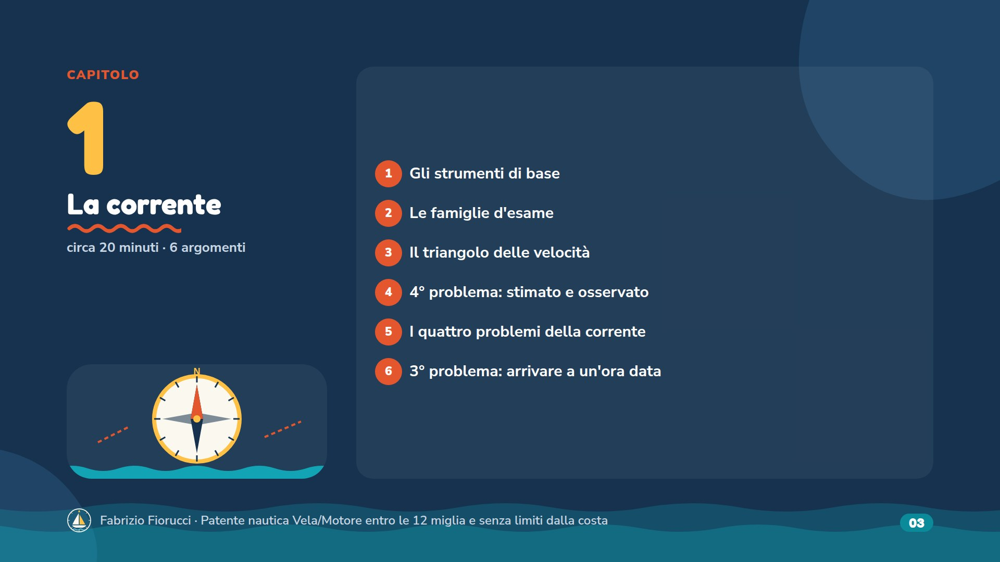 CAPITOLO
1
La corrente
circa 20 minuti · 6 argomenti
1 Gli strumenti di base
2 Le famiglie d'esame
3 Il triangolo delle velocità
4 4° problema: stimato e osservato
5 I quattro problemi della corrente
6 3° problema: arrivare a un'ora data
N
Fabrizio Fiorucci · Patente nautica Vela/Motore entro le 12 miglia e senza limiti dalla costa
03